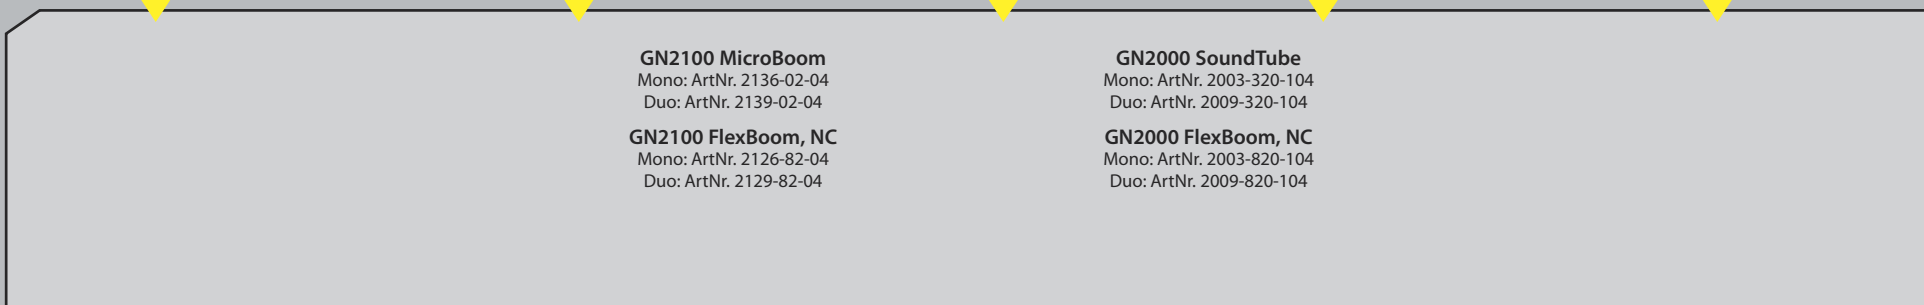 GN2100 MicroBoom
Mono: ArtNr. 2136-02-04
Duo: ArtNr. 2139-02-04
GN2100 FlexBoom, NC
Mono: ArtNr. 2126-82-04
Duo: ArtNr. 2129-82-04
GN2000 SoundTube
Mono: ArtNr. 2003-320-104
Duo: ArtNr. 2009-320-104
GN2000 FlexBoom, NC
Mono: ArtNr. 2003-820-104
Duo: ArtNr. 2009-820-104